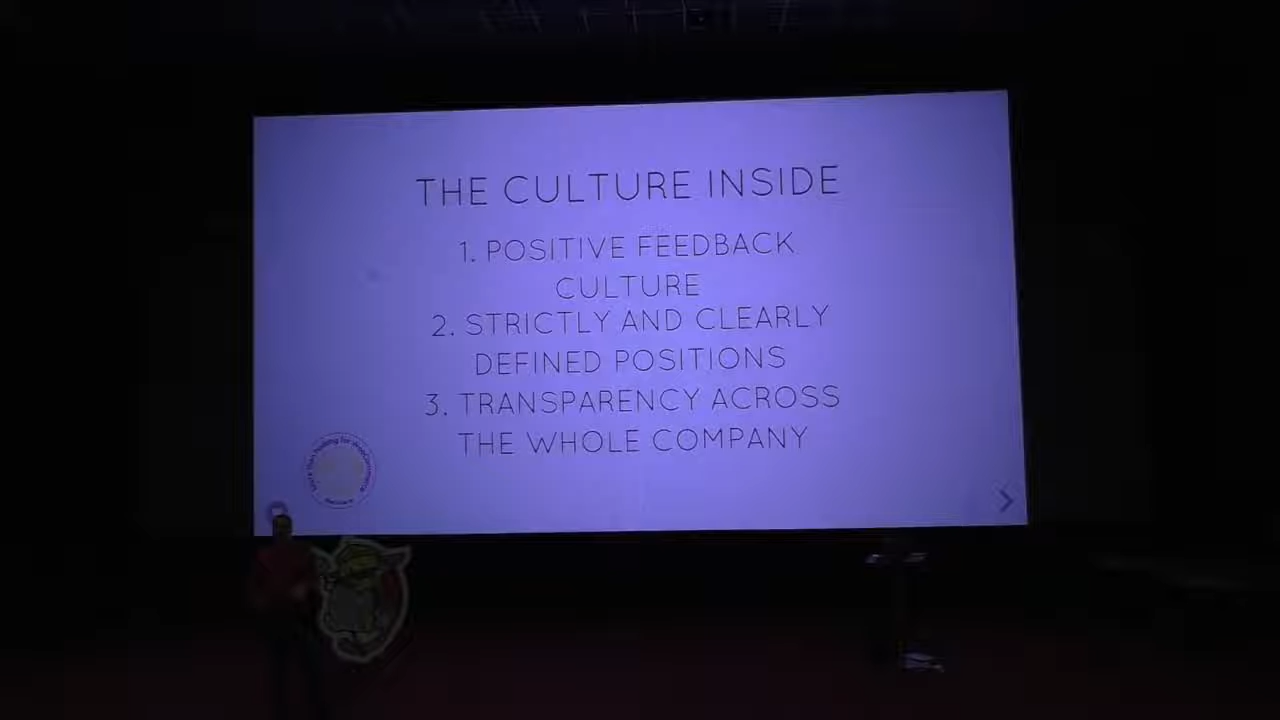 THE CULTURE INSIDE
1. POSITIVE FEEDBACK
CULTURE
2. STRICTLY AND CLEARLY
DEFINED POSITIONS
3. TRANSPARENCY ACROSS
THE WHOLE COMPANY